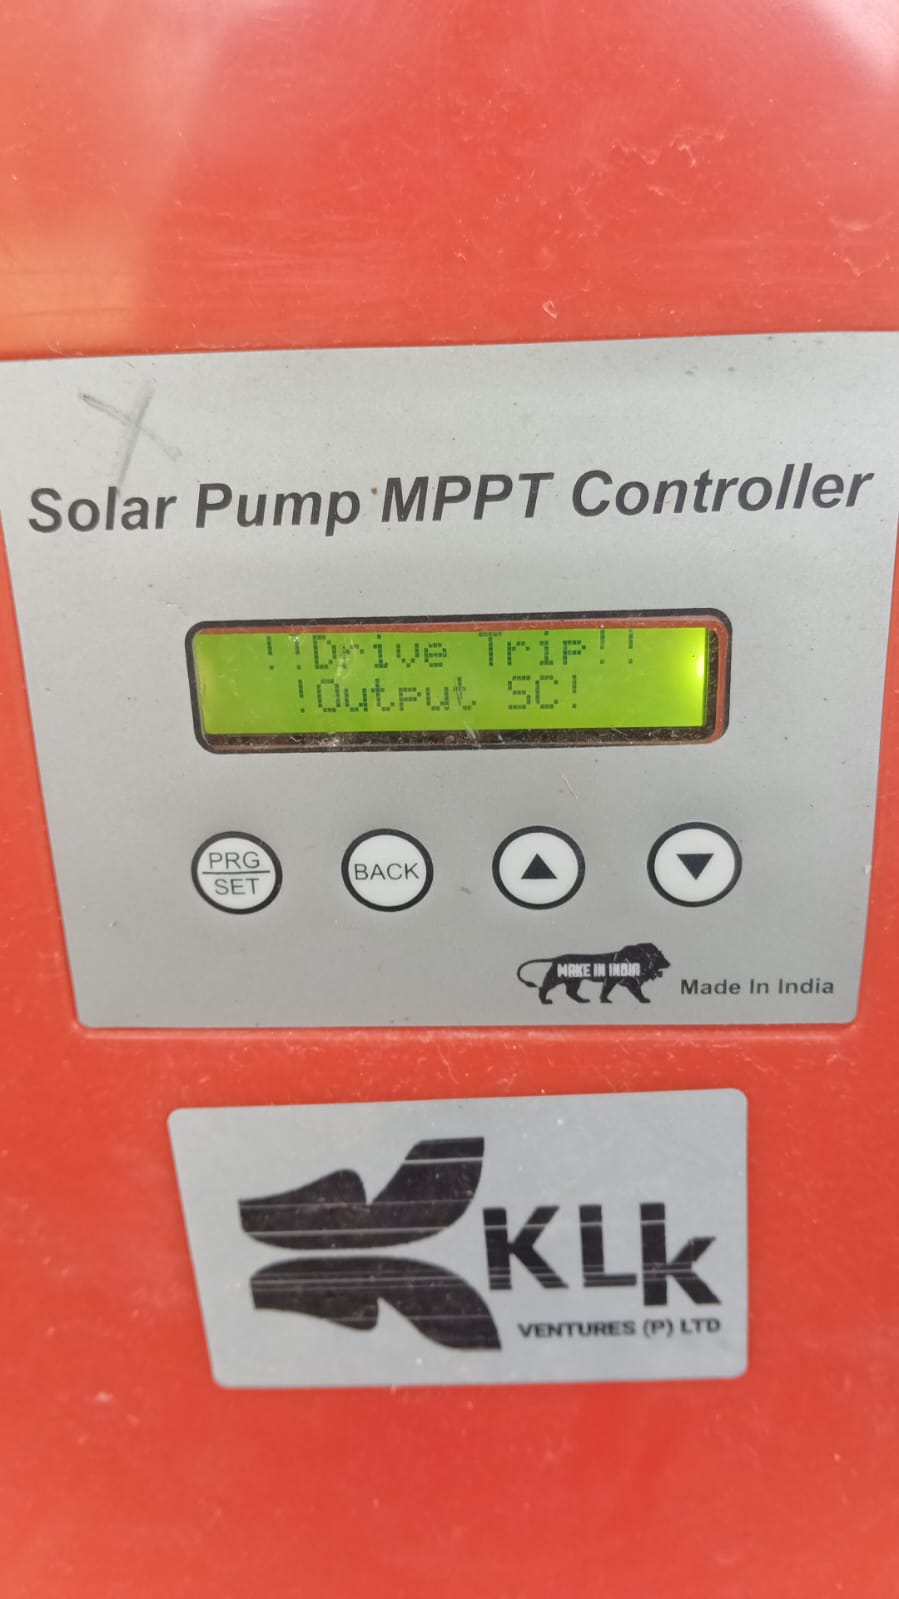 Solar Pump MPPT Controller
!!Drive Trip!!
!Output SC!
PRG
SET
BACK
MAKE IN INDIA
Made In India
KLk
VENTURES (P) LTD